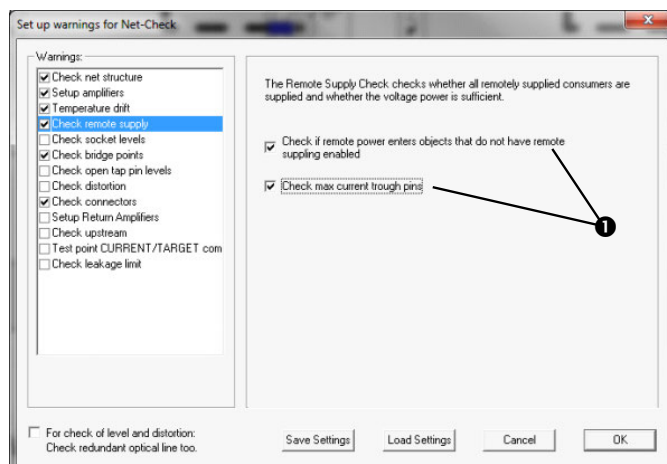 Set up warnings for Net-Check
Warnings:
Check net structure
Setup amplifiers
Temperature drift
Check remote supply
Check socket levels
Check bridge points
Check open tap pin levels
Check distortion
Check connectors
Setup Return Amplifiers
Check upstream
Test point CURRENT/TARGET com
Check leakage limit
The Remote Supply Check checks whether all remotely supplied consumers are
supplied and whether the voltage power is sufficient.
Check if remote power enters objects that do not have remote
suppling enabled
Check max current trough pins
1
For check of level and distortion:
Check redundant optical line too.
Save Settings
Load Settings
Cancel
OK